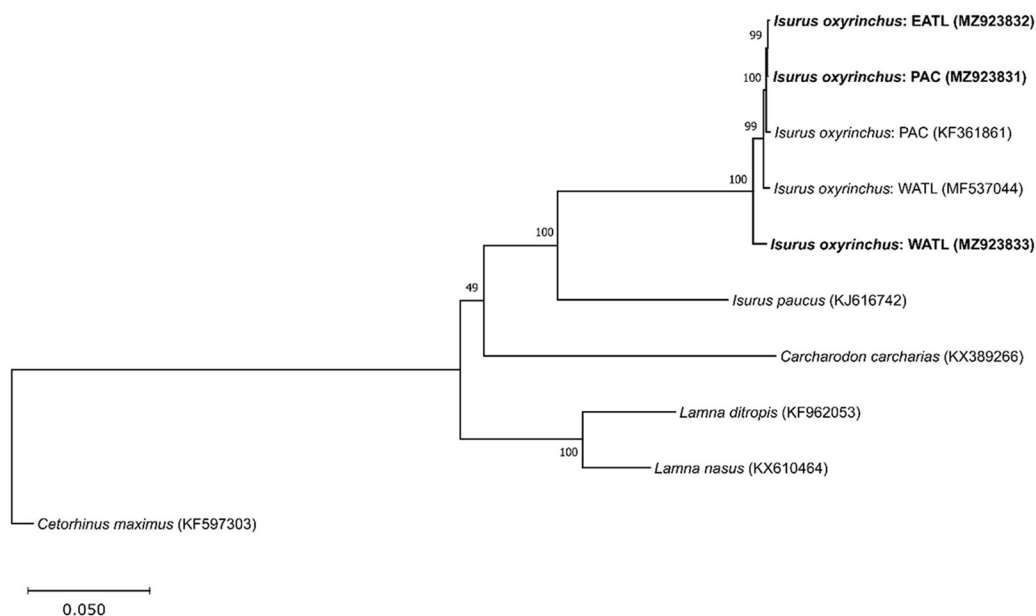 Isurus oxyrinchus: EATL (MZ923832)
99
Isurus oxyrinchus: PAC (MZ923831)
100
Isurus oxyrinchus: PAC (KF361861)
99
Isurus oxyrinchus: WATL (MF537044)
100
Isurus oxyrinchus: WATL (MZ923833)
100
Isurus paucus (KJ616742)
49
Carcharodon carcharias (KX389266)
Lamna ditropis (KF962053)
100
Lamna nasus (KX610464)
Cetorhinus maximus (KF597303)
0.050